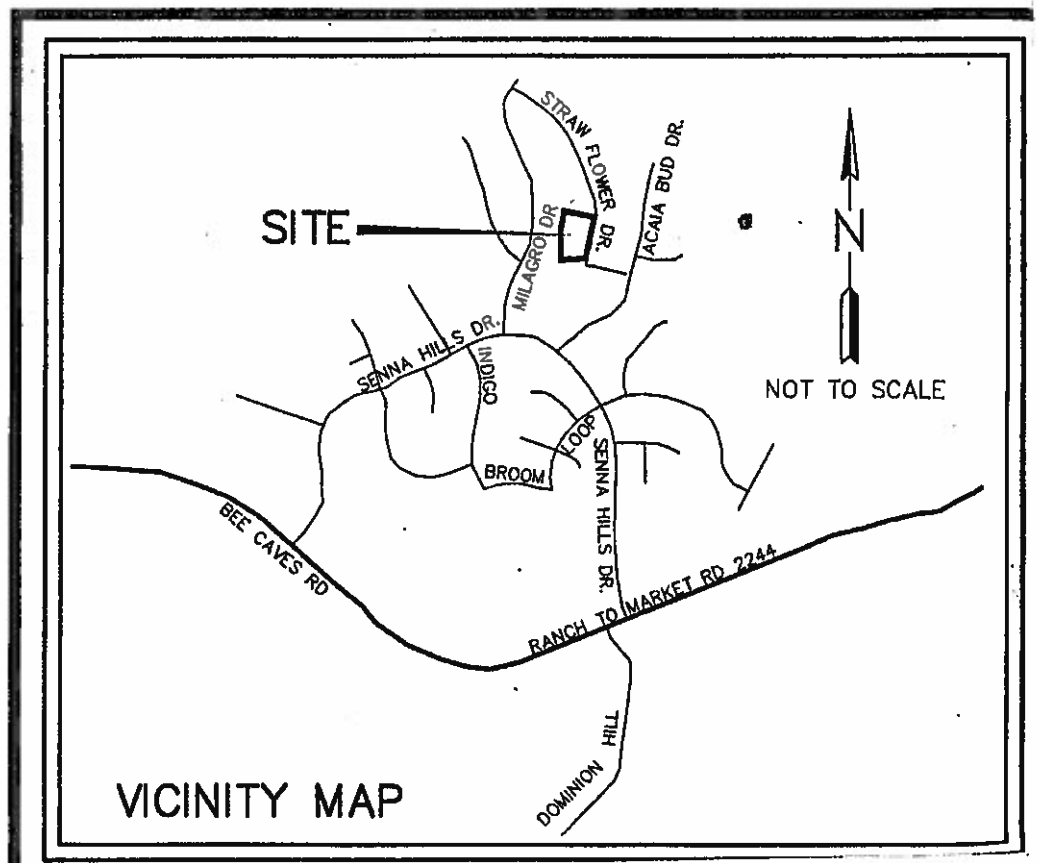 STRAW FLOWER DR.
ACAIA BUD DR.
SITE
MILAGRO DR
N
NOT TO SCALE
SENNA HILLS DR.
INDIGO
LOOP
BROOM
SENNA HILLS DR.
BEE CAVES RD
RANCH TO MARKET RD 2244
DOMINION HILL
VICINITY MAP